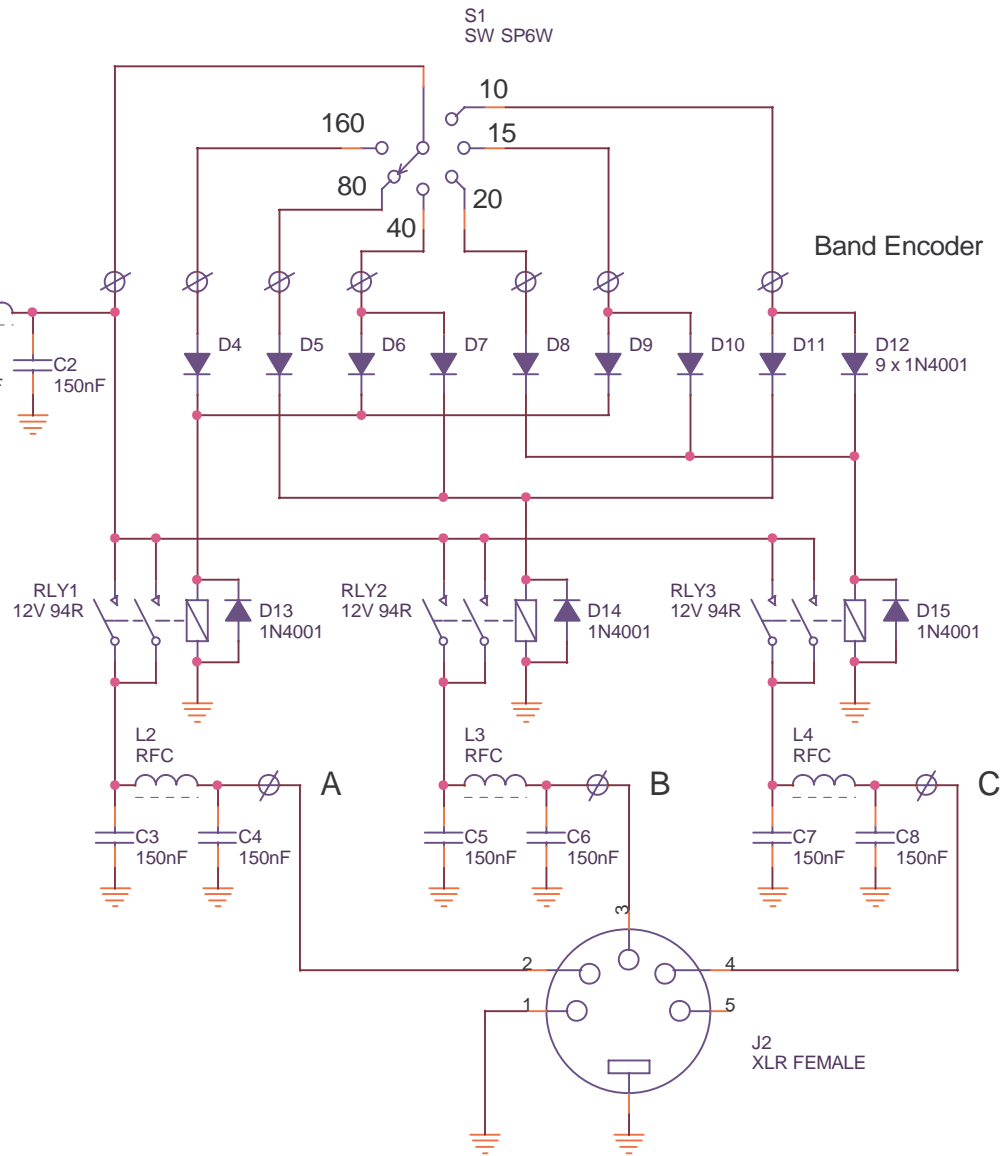 S1
SW SP6W
10
160
15
80
20
40
Band Encoder
C2
150nF
D4
D5
D6
D7
D8
D9
D10
D11
D12
9 x 1N4001
RLY1
12V 94R
D13
1N4001
RLY2
12V 94R
D14
1N4001
RLY3
12V 94R
D15
1N4001
L2
RFC
A
L3
RFC
B
L4
RFC
C
C3
150nF
C4
150nF
C5
150nF
C6
150nF
C7
150nF
C8
150nF
3
2
4
1
5
J2
XLR FEMALE